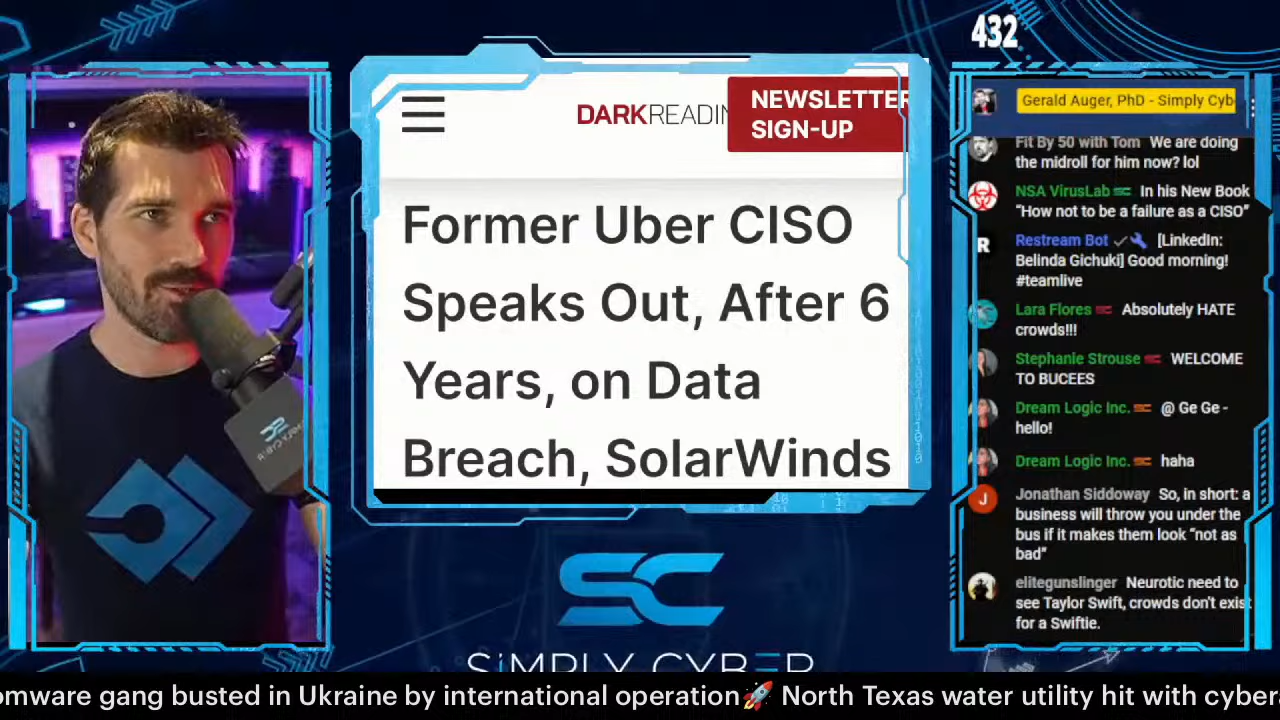 432
DARKREADIN
NEWSLETTER
SIGN-UP
Former Uber CISO
Speaks Out, After 6
Years, on Data
Breach, SolarWinds
SC
SIMPLY CYBER
Gerald Auger, PhD - Simply Cyb
Fit By 50 with Tom We are doing
the midroll for him now? lol
NSA VirusLab In his New Book
“How not to be a failure as a CISO”
R
Restream Bot [LinkedIn:
Belinda Gichuki] Good morning!
#teamlive
Lara Flores Absolutely HATE
crowds!!!
Stephanie Strouse WELCOME
TO BUCEES
Dream Logic Inc. @ Ge Ge -
hello!
Dream Logic Inc. haha
J
Jonathan Siddoway So, in short: a
business will throw you under the
bus if it makes them look “not as
bad”
elitegunslinger Neurotic need to
see Taylor Swift, crowds don't exist
for a Swiftie.
omware gang busted in Ukraine by international operation🚀 North Texas water utility hit with cyber